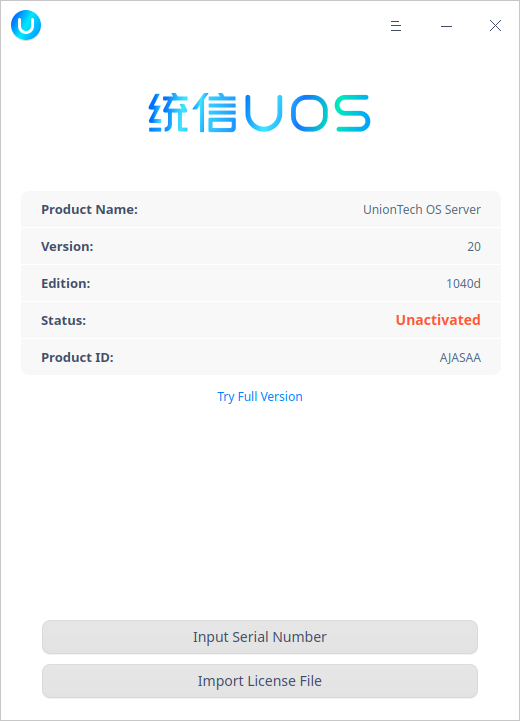 统信UOS
Product Name: UnionTech OS Server
Version: 20
Edition: 1040d
Status: Unactivated
Product ID: AJASAA
Try Full Version
Input Serial Number
Import License File